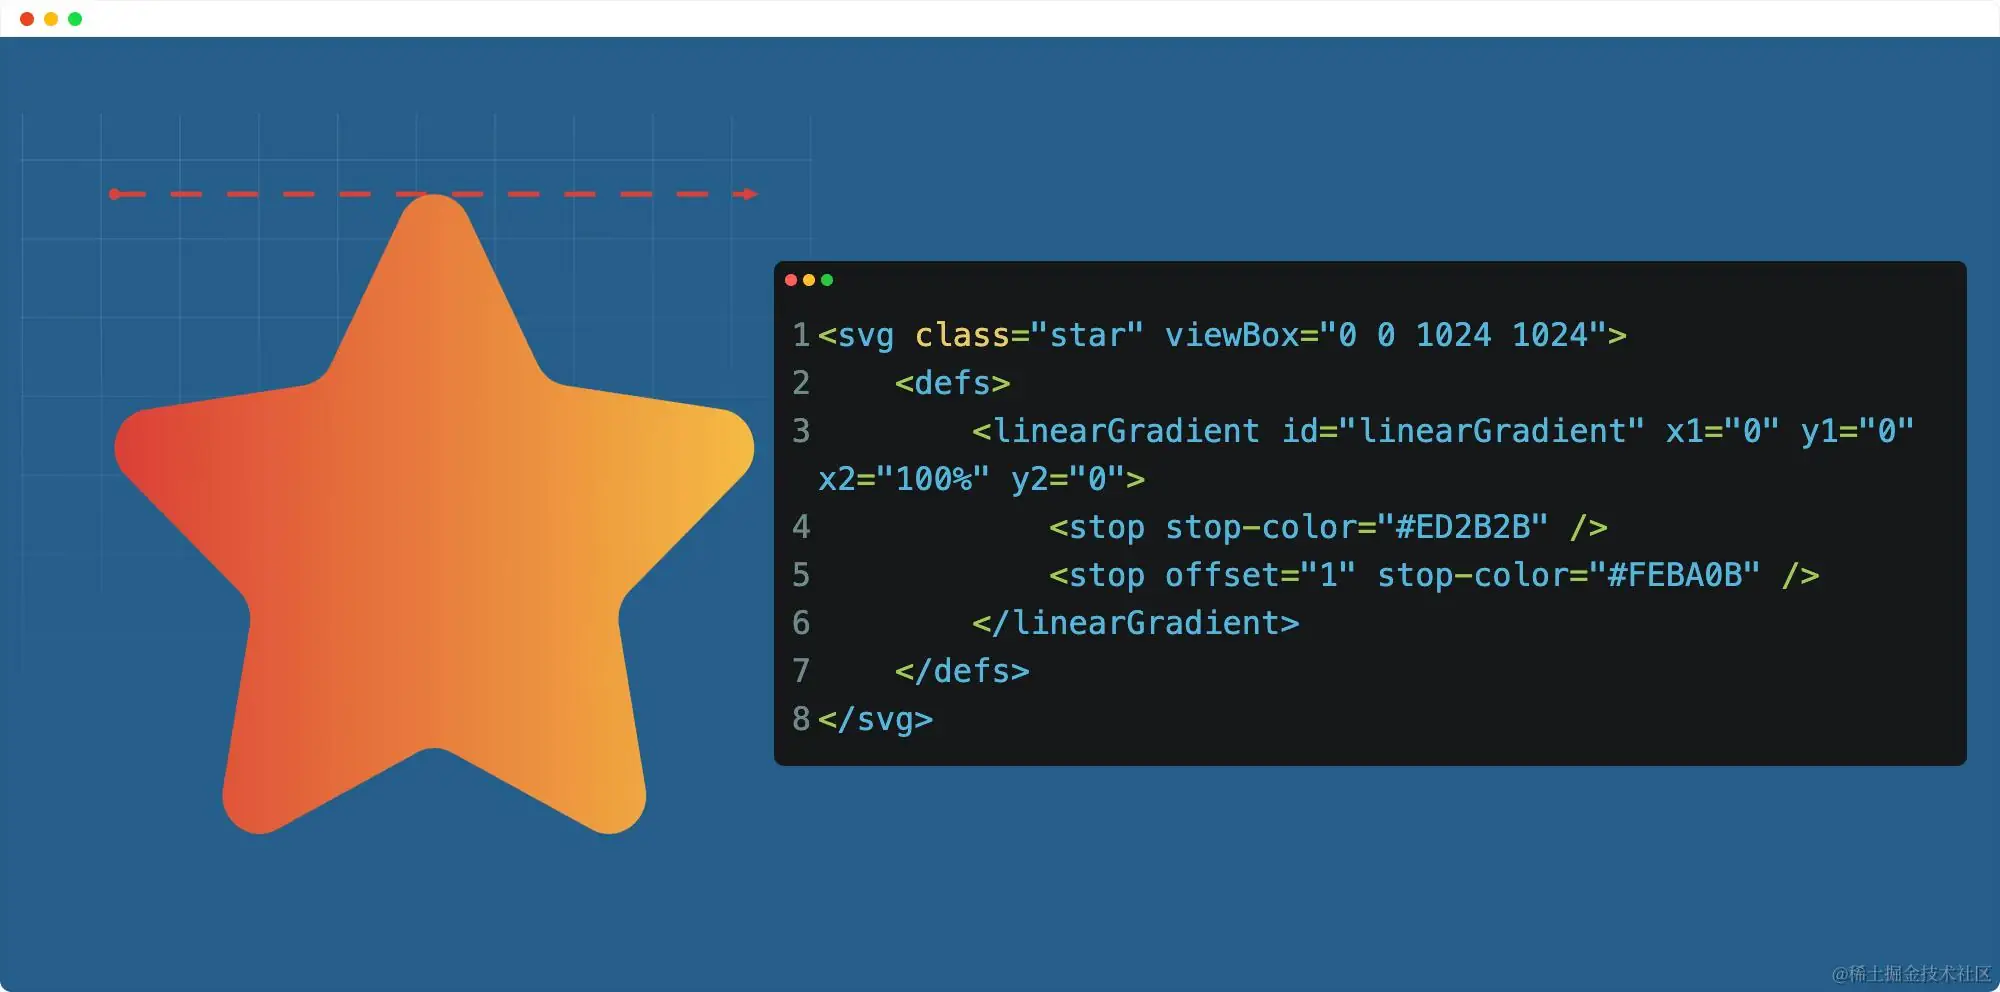 1<svg class="star" viewBox="0 0 1024 1024">
2    <defs>
3        <linearGradient id="linearGradient" x1="0" y1="0"
x2="100%" y2="0">
4            <stop stop-color="#ED2B2B" />
5            <stop offset="1" stop-color="#FEBA0B" />
6        </linearGradient>
7    </defs>
8</svg>
@稀土掘金技术社区